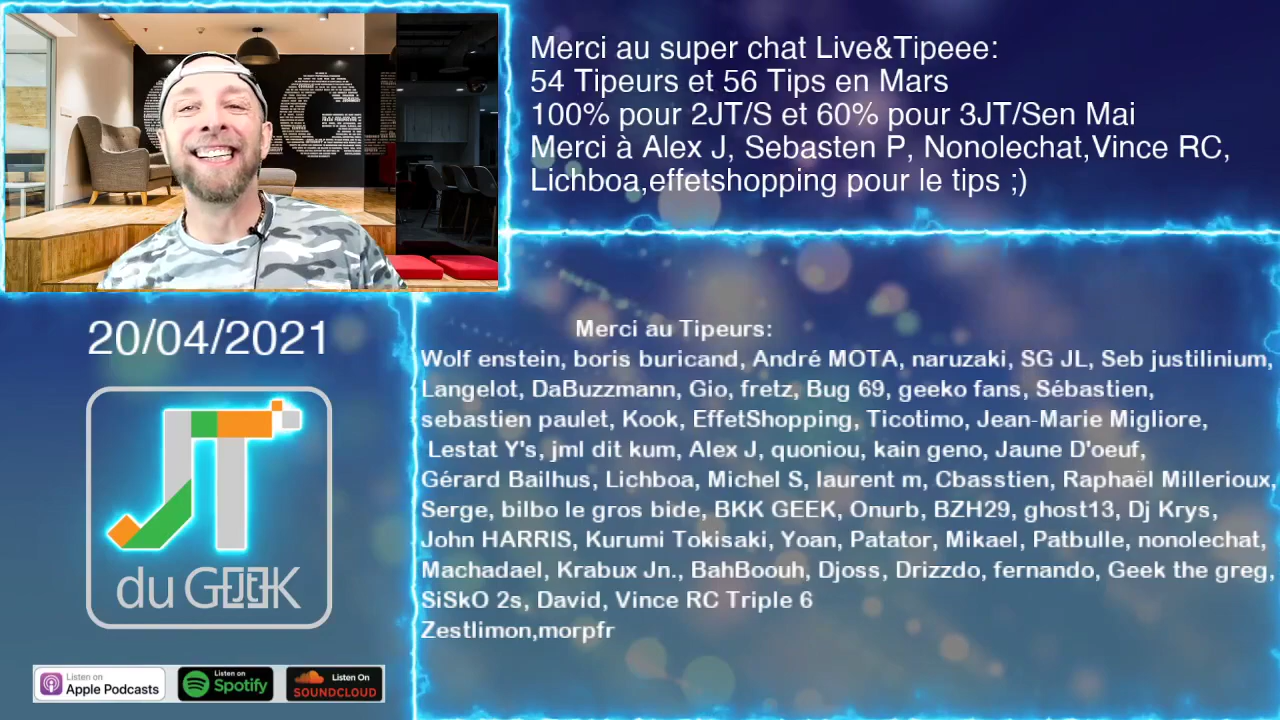 Merci au super chat Live&Tipeee:
54 Tipeurs et 56 Tips en Mars
100% pour 2JT/S et 60% pour 3JT/Sen Mai
Merci à Alex J, Sebasten P, Nonolechat,Vince RC,
Lichboa,effetshopping pour le tips ;)
20/04/2021
JT
du GEEK
Listen on
Apple Podcasts
Listen on
Spotify
Listen On
SOUNDCLOUD
Merci au Tipeurs:
Wolf enstein, boris buricand, André MOTA, naruzaki, SG JL, Seb justilinium,
Langelot, DaBuzzmann, Gio, fretz, Bug 69, geeko fans, Sébastien,
sebastien paulet, Kook, EffetShopping, Ticotimo, Jean-Marie Migliore,
Lestat Y's, jml dit kum, Alex J, quoniou, kain geno, Jaune D'oeuf,
Gérard Bailhus, Lichboa, Michel S, laurent m, Cbasstien, Raphaël Millerioux,
Serge, bilbo le gros bide, BKK GEEK, Onurb, BZH29, ghost13, Dj Krys,
John HARRIS, Kurumi Tokisaki, Yoan, Patator, Mikael, Patbulle, nonolechat,
Machadael, Krabux Jn., BahBoouh, Djoss, Drizzdo, fernando, Geek the greg,
SiSkO 2s, David, Vince RC Triple 6
Zestlimon,morpfr